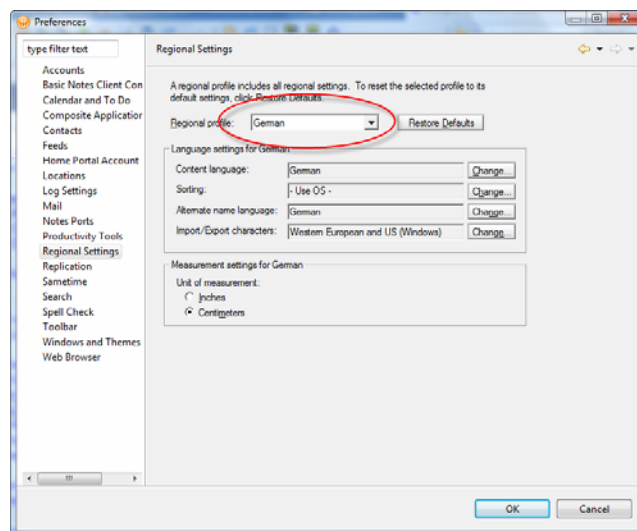 Preferences
type filter text
Regional Settings
Accounts
Basic Notes Client Con
Calendar and To Do
Composite Application
Contacts
Feeds
Home Portal Account
Locations
Log Settings
Mail
Notes Ports
Productivity Tools
Regional Settings
Replication
Sametime
Search
Spell Check
Toolbar
Windows and Themes
Web Browser
A regional profile includes all regional settings. To reset the selected profile to its
default settings, click Restore Defaults.
Regional profile: German Restore Defaults
Language settings for German
Content language: German Change...
Sorting: - Use OS - Change...
Alternate name language: German Change...
Import/Export characters: Western European and US (Windows) Change...
Measurement settings for German
Unit of measurement:
Inches
Centimeters
OK Cancel